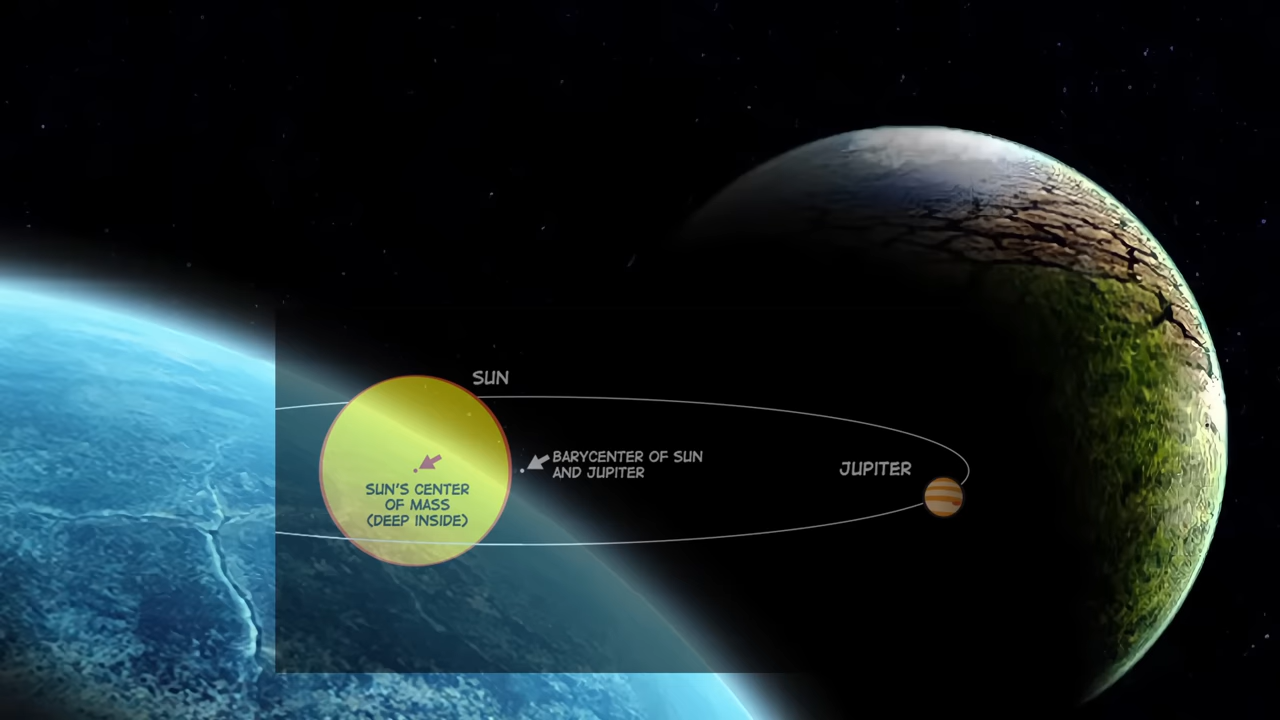 SUN
BARYCENTER OF SUN
AND JUPITER
JUPITER
SUN'S CENTER
OF MASS
(DEEP INSIDE)